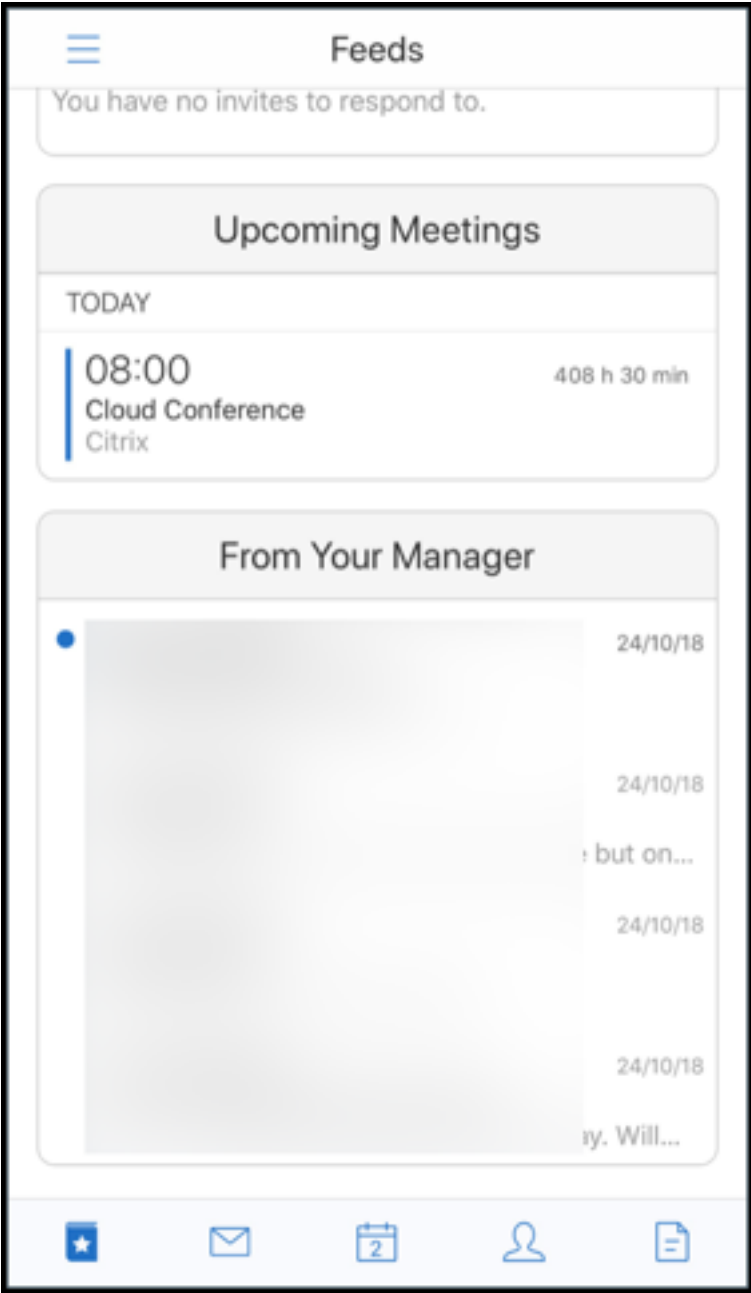 Feeds
You have no invites to respond to.
Upcoming Meetings
TODAY
08:00
408 h 30 min
Cloud Conference
Citrix
From Your Manager
24/10/18
24/10/18
but on...
24/10/18
24/10/18
Will...
2